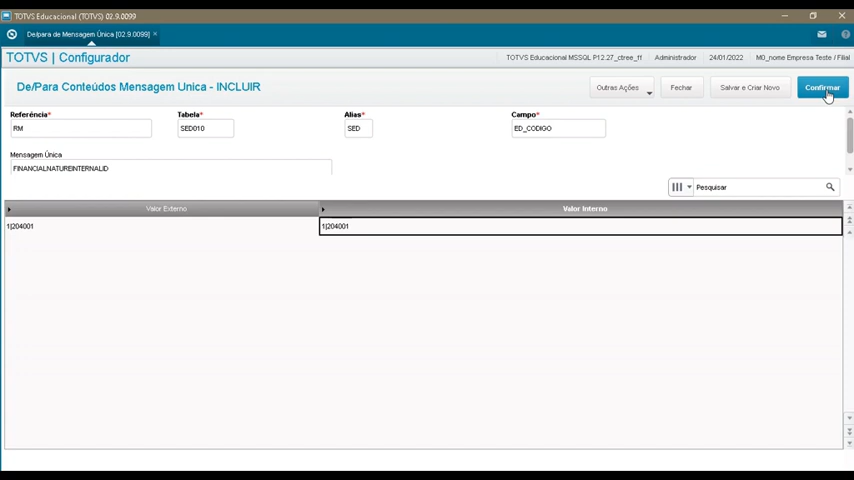 TOTVS Educacional (TOTVS) 02.9.0099
De/para de Mensagem Única [02.9.0099] ×
TOTVS | Configurador
TOTVS Educacional MSSQL P12.27_ctree_tt
Administrador
24/01/2022
M0_nome Empresa Teste / Filial
De/Para Conteúdos Mensagem Unica - INCLUIR
Outras Ações
Fechar
Salvar e Criar Novo
Confirmar
Referência*
Tabela*
Alias*
Campo*
RM
SED010
SED
ED_CODIGO
Mensagem Única
FINANCIALNATUREINTERNALID
Pesquisar
Valor Externo
Valor Interno
1|204001
1|204001